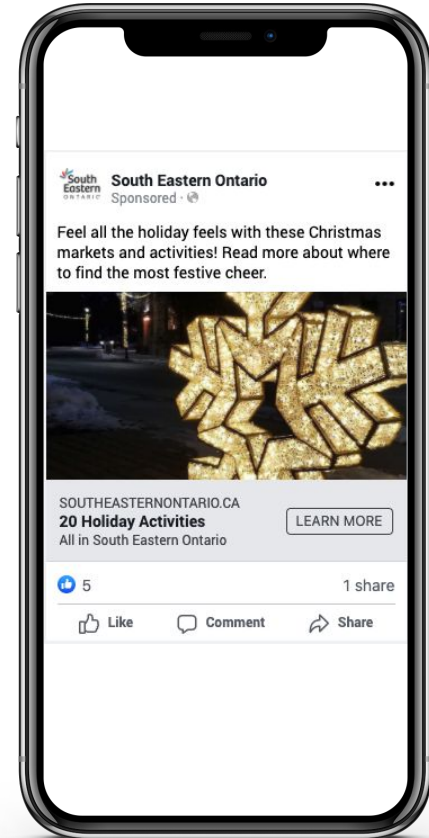 South
Eastern
ONTARIO
South Eastern Ontario
Sponsored ·
Feel all the holiday feels with these Christmas
markets and activities! Read more about where
to find the most festive cheer.
SOUTHEASTERNONTARIO.CA
20 Holiday Activities
All in South Eastern Ontario
LEARN MORE
5
1 share
Like
Comment
Share